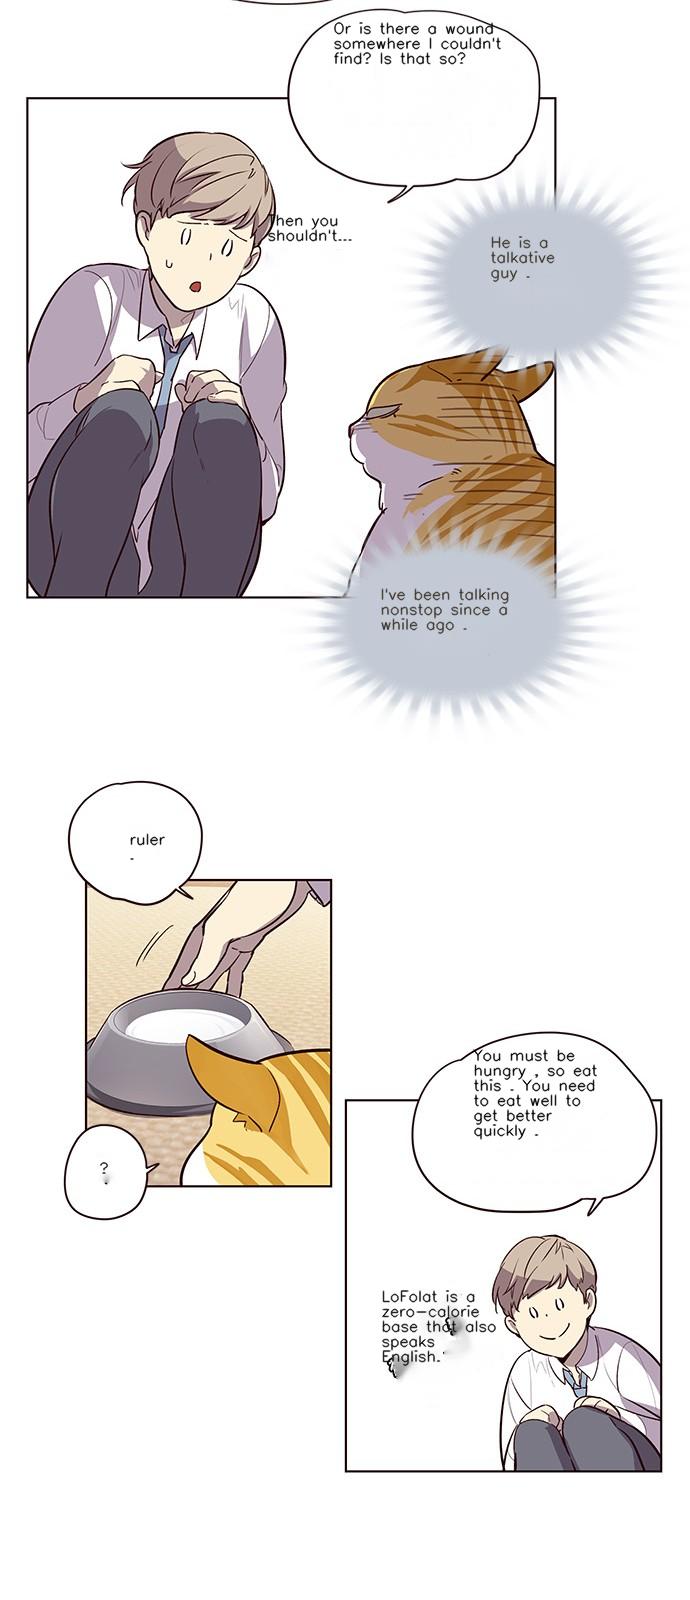 Or is there a wound
somewhere I couldn't
find? Is that so?
Then you
shouldn't...
He is a
talkative
guy .
I've been talking
nonstop since a
while ago .
ruler
.
You must be
hungry , so eat
this . You need
to eat well to
get better
quickly .
?
.
LoFolat is a
zero-calorie
base that also
speaks
English.